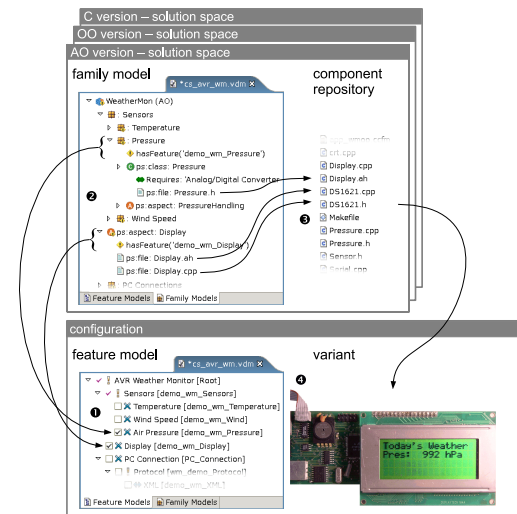 C version – solution space
OO version – solution space
AO version – solution space
family model
*cs_avr_wm.vdm
WeatherMon (AO)
: Sensors
: Temperature
: Pressure
hasFeature('demo_wm_Pressure')
ps:class: Pressure
Requires: 'Analog/Digital Converter
ps:file: Pressure.h
ps:aspect: PressureHandling
: Wind Speed
ps:aspect: Display
hasFeature('demo_wm_Display')
ps:file: Display.ah
ps:file: Display.cpp
: PC Connections
Feature Models
Family Models
❷
component
repository
crt.cpp
Display.cpp
Display.ah
DS1621.cpp
DS1621.h
Makefile
Pressure.cpp
Pressure.h
Sensor.h
Serial.cpp
❸
configuration
feature model
*cs_avr_wm.vdm
AVR Weather Monitor [Root]
Sensors [demo_wm_Sensors]
Temperature [demo_wm_Temperature]
Wind Speed [demo_wm_Wind]
Air Pressure [demo_wm_Pressure]
Display [demo_wm_Display]
PC Connection [PC_Connection]
Protocol [wm_demo_Protocol]
XML [demo_wm_XML]
Feature Models
Family Models
❶
variant
❹
Today's Weather
Pres: 992 hPa